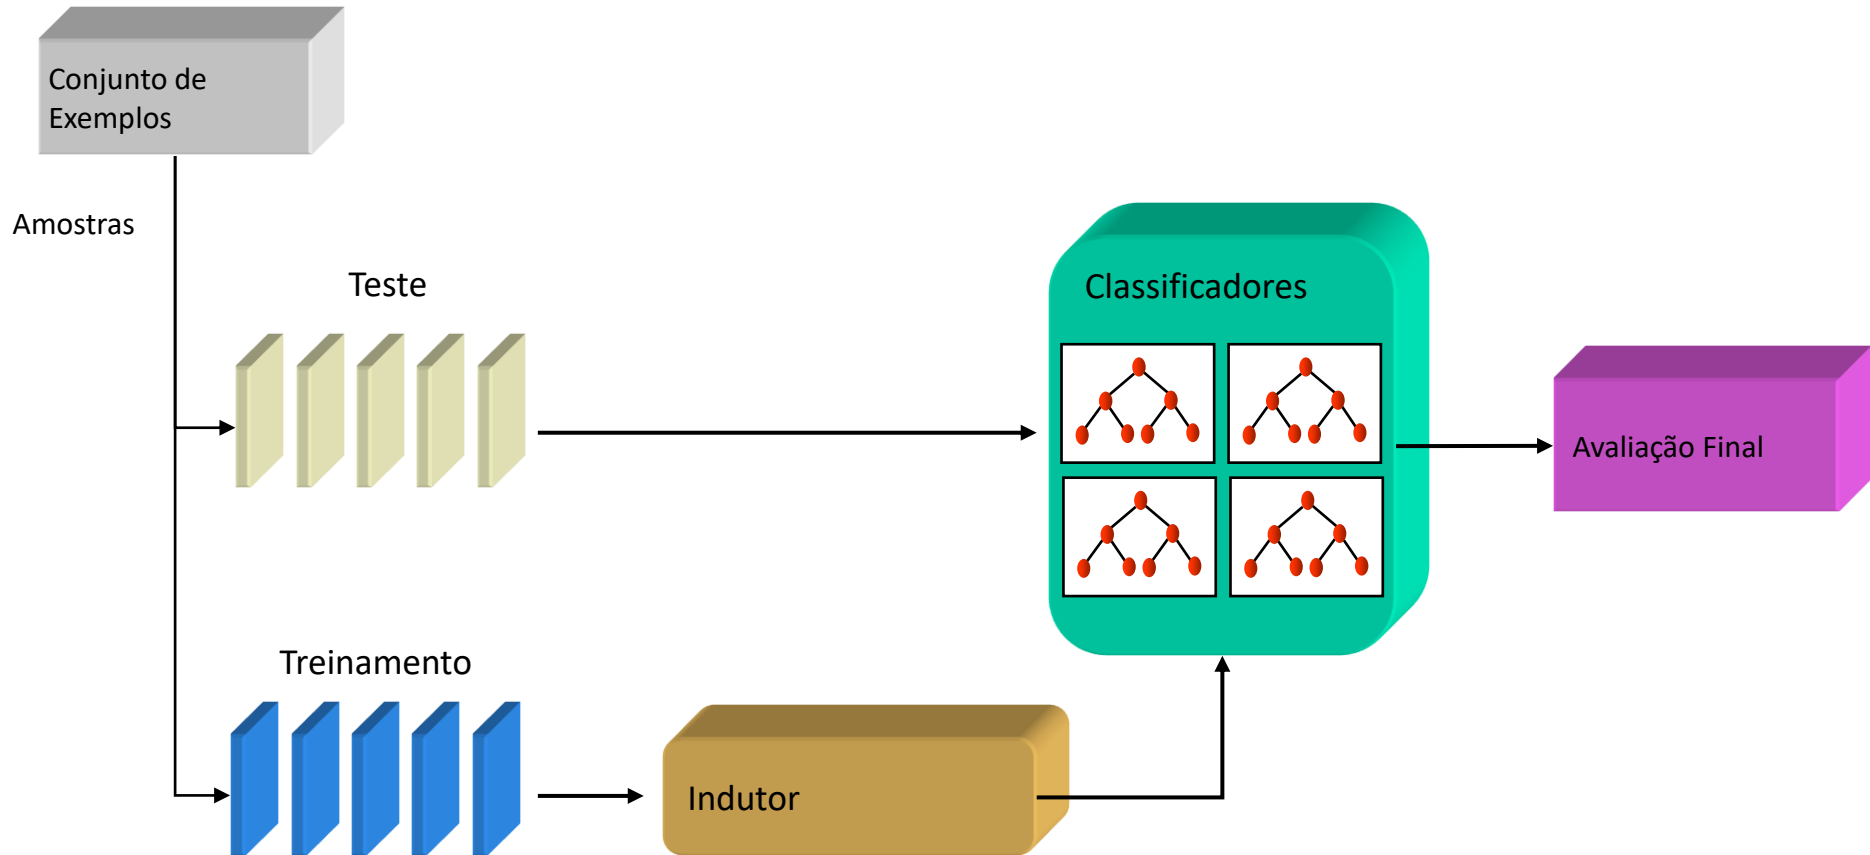 Conjunto de
Exemplos
Amostras
Teste
Classificadores
Avaliação Final
Treinamento
Indutor